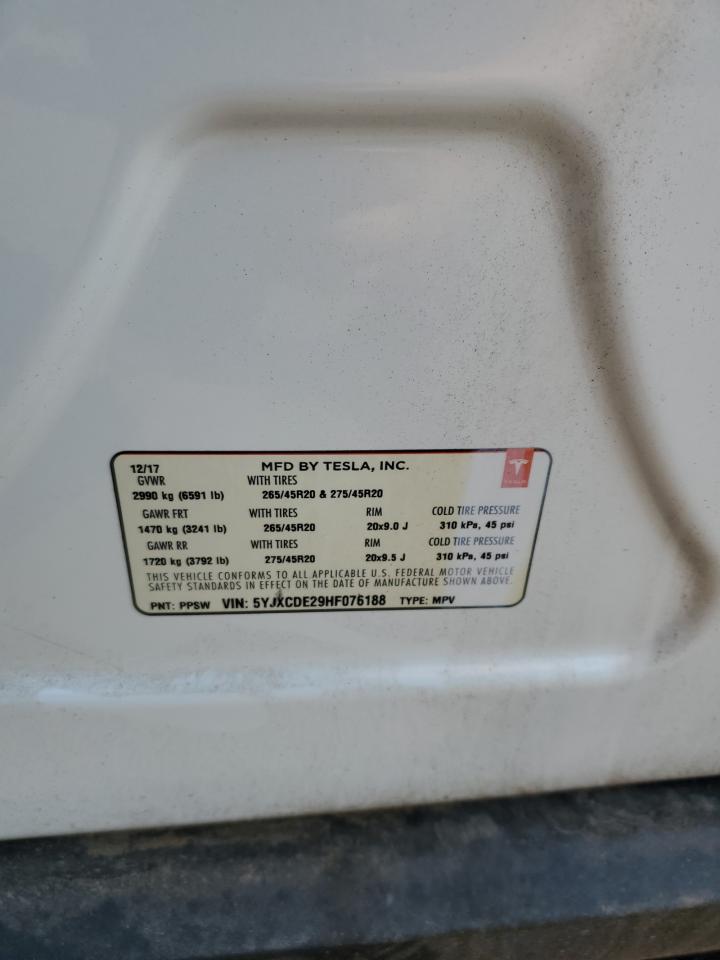 12/17 MFD BY TESLA, INC.
GVWR WITH TIRES
2990 kg (6591 lb) 265/45R20 & 275/45R20
TESLA
GAWR FRT WITH TIRES RIM COLD TIRE PRESSURE
1470 kg (3241 lb) 265/45R20 20x9.0 J 310 kPa, 45 psi
GAWR RR WITH TIRES RIM COLD TIRE PRESSURE
1720 kg (3792 lb) 275/45R20 20x9.5 J 310 kPa, 45 psi
THIS VEHICLE CONFORMS TO ALL APPLICABLE U.S. FEDERAL MOTOR VEHICLE
SAFETY STANDARDS IN EFFECT ON THE DATE OF MANUFACTURE SHOWN ABOVE.
PNT: PPSW VIN: 5YJXCDE29HF076188 TYPE: MPV